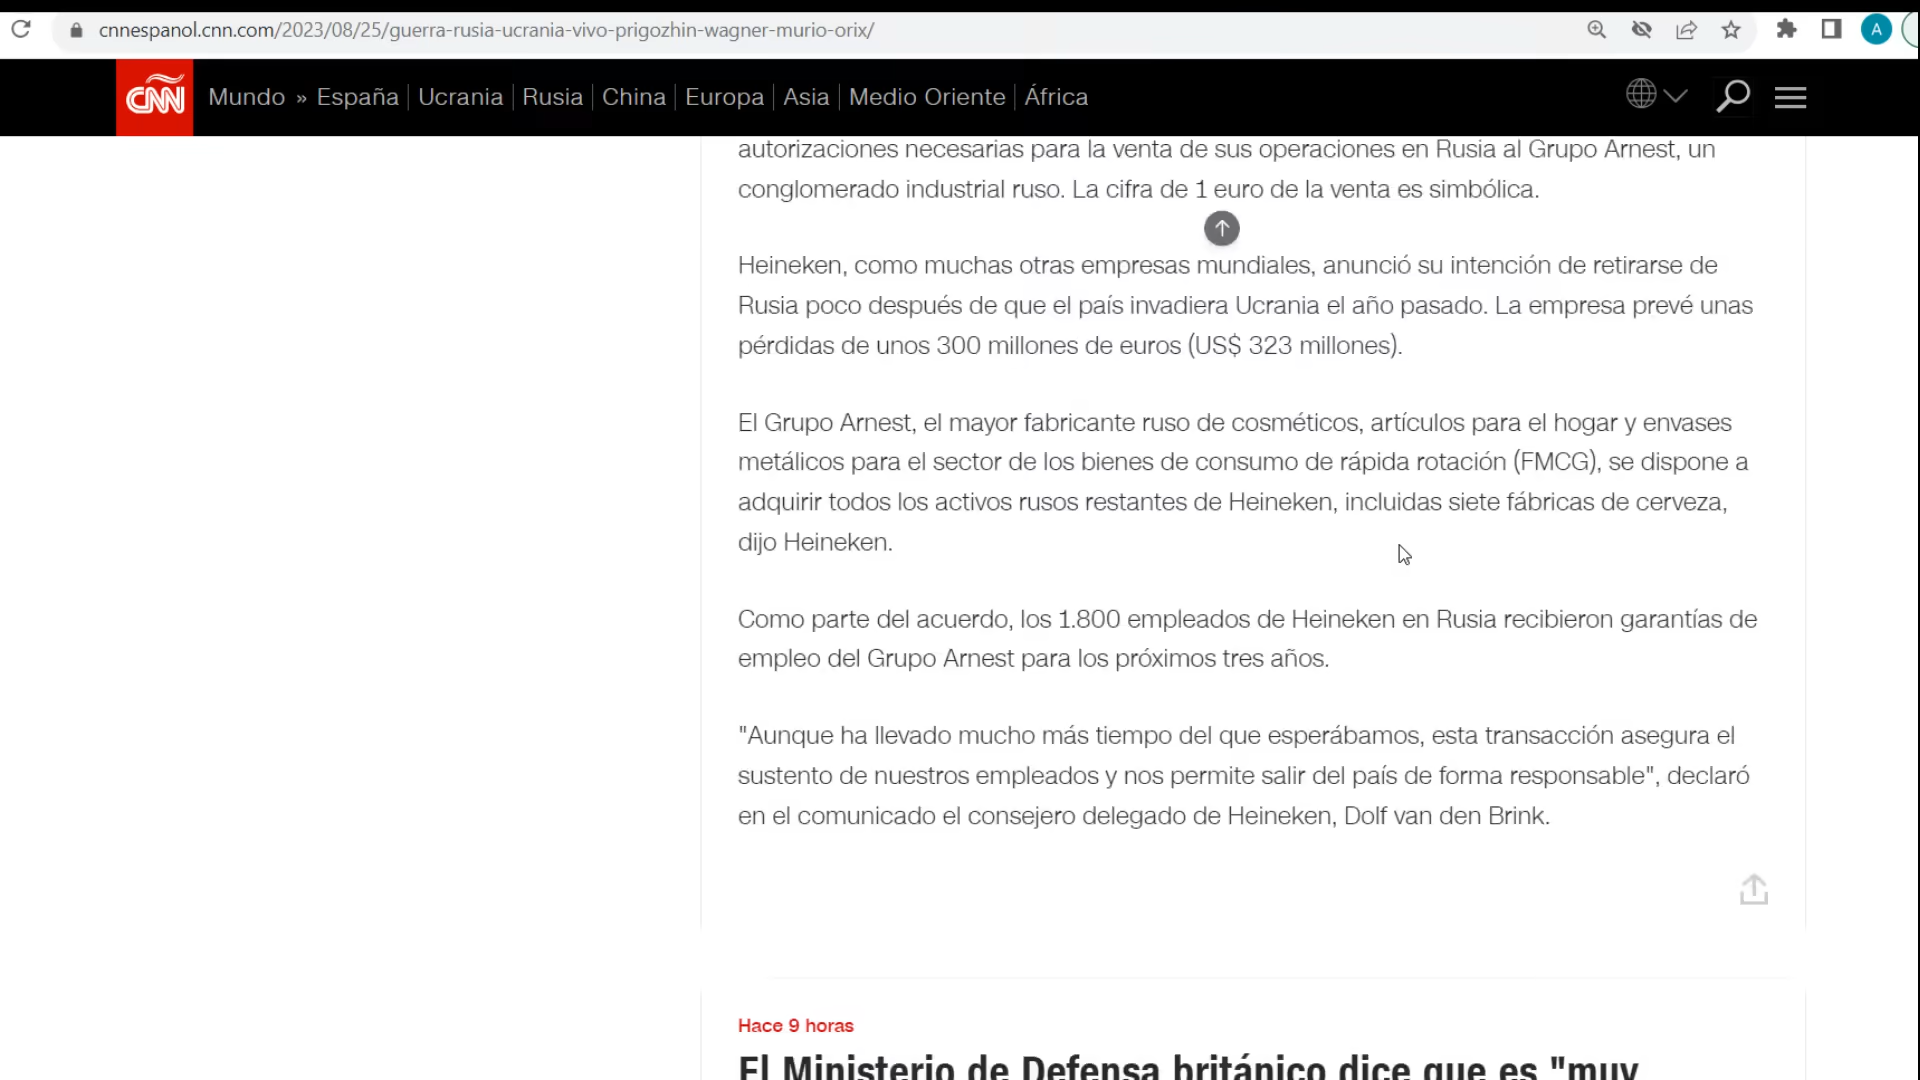 cnnespanol.cnn.com/2023/08/25/guerra-rusia-ucrania-vivo-prigozhin-wagner-murio-orix/
A
CNN Mundo » España Ucrania Rusia China Europa Asia Medio Oriente África
autorizaciones necesarias para la venta de sus operaciones en Rusia al Grupo Arnest, un
conglomerado industrial ruso. La cifra de 1 euro de la venta es simbólica.
Heineken, como muchas otras empresas mundiales, anunció su intención de retirarse de
Rusia poco después de que el país invadiera Ucrania el año pasado. La empresa prevé unas
pérdidas de unos 300 millones de euros (US$ 323 millones).
El Grupo Arnest, el mayor fabricante ruso de cosméticos, artículos para el hogar y envases
metálicos para el sector de los bienes de consumo de rápida rotación (FMCG), se dispone a
adquirir todos los activos rusos restantes de Heineken, incluidas siete fábricas de cerveza,
dijo Heineken.
Como parte del acuerdo, los 1.800 empleados de Heineken en Rusia recibieron garantías de
empleo del Grupo Arnest para los próximos tres años.
"Aunque ha llevado mucho más tiempo del que esperábamos, esta transacción asegura el
sustento de nuestros empleados y nos permite salir del país de forma responsable", declaró
en el comunicado el consejero delegado de Heineken, Dolf van den Brink.
Hace 9 horas
El Ministerio de Defensa británico dice que es "muy